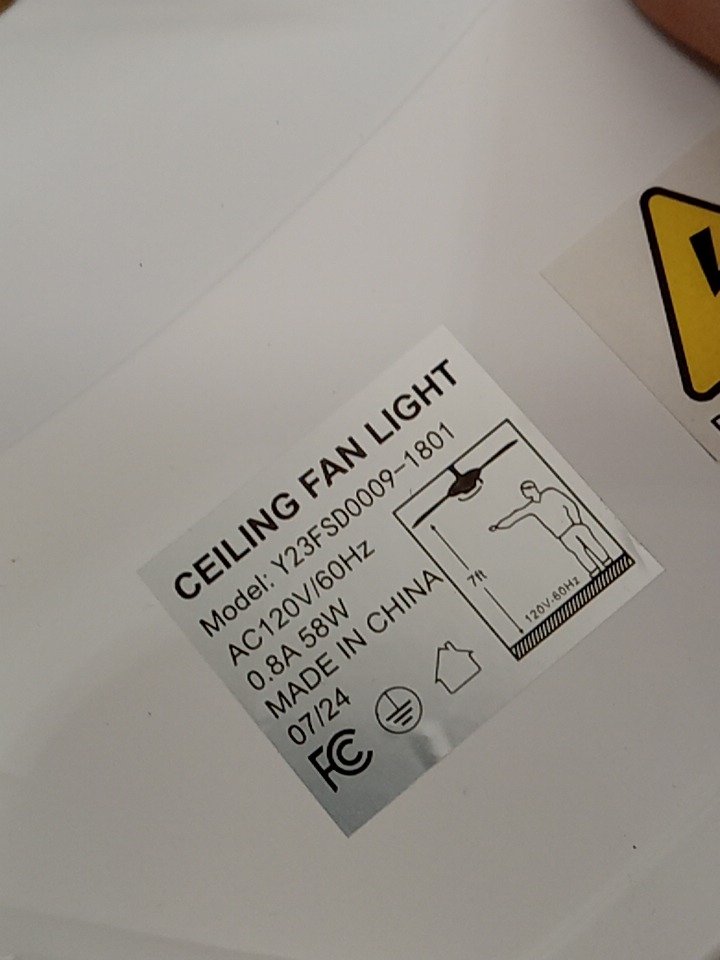 CEILING FAN LIGHT
Model: Y23FSD0009-1801
AC120V/60Hz
0.8A 58W
MADE IN CHINA
07/24
FC
7ft
120V-60Hz